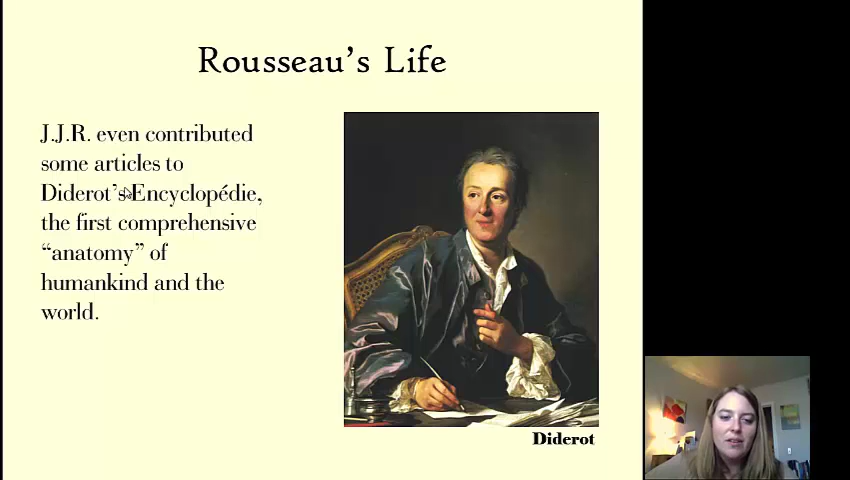 Rousseau's Life
J.J.R. even contributed
some articles to
Diderot's Encyclopédie,
the first comprehensive
“anatomy” of
humankind and the
world.
Diderot